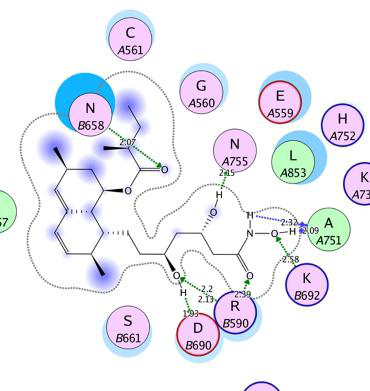 C
A561
G
A560
E
A559
N
B658
H
A752
N
A755
L
A853
K
A73
2.07
2.15
O
O
H
O
H
N
O
H
2.32
2.09
A
A751
57
2.58
K
B692
O
O
H
2.2
2.13
2.39
R
B590
1.93
S
B661
D
B690